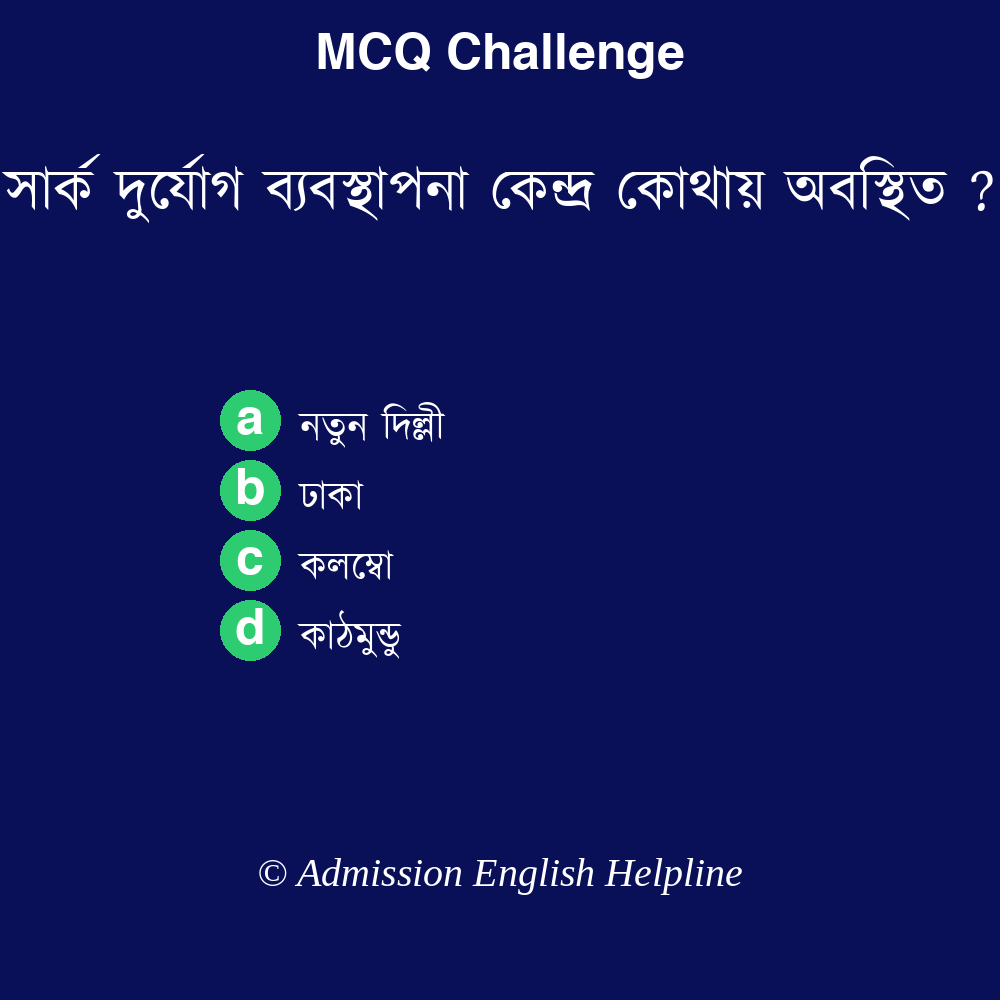 MCQ Challenge
সার্ক দুর্যোগ ব্যবস্থাপনা কেন্দ্র কোথায় অবস্থিত ?
a নতুন দিল্লী
b ঢাকা
c কলম্বো
d কাঠমুন্ডু
© Admission English Helpline